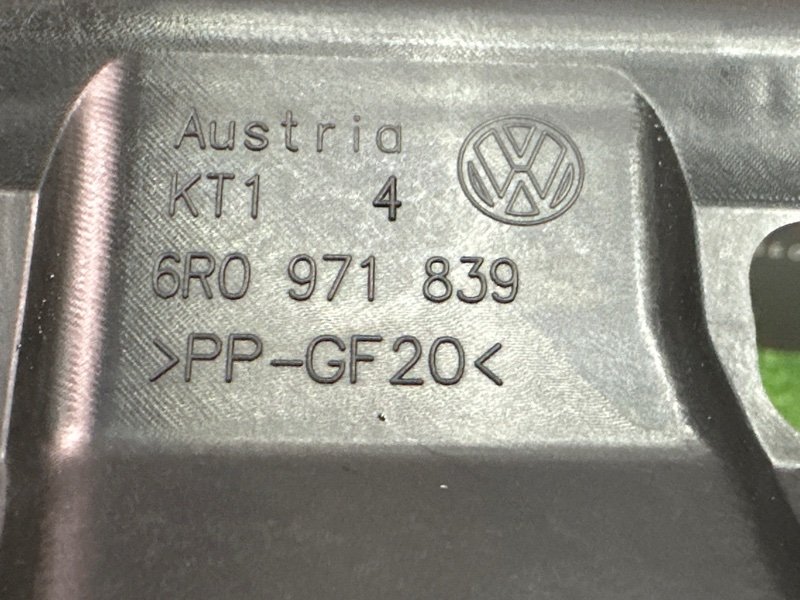 Austria
KT1 4
6R0 971 839
>PP-GF20<